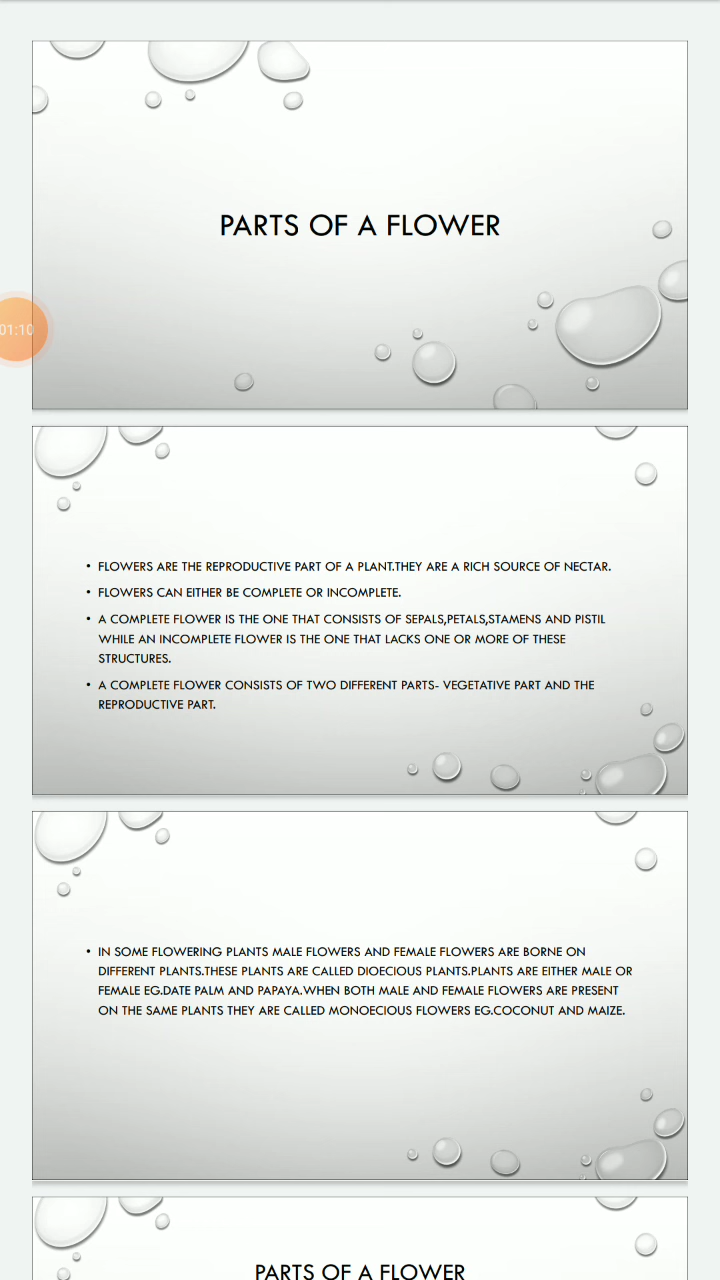 PARTS OF A FLOWER
01:10
• FLOWERS ARE THE REPRODUCTIVE PART OF A PLANT.THEY ARE A RICH SOURCE OF NECTAR.
• FLOWERS CAN EITHER BE COMPLETE OR INCOMPLETE.
• A COMPLETE FLOWER IS THE ONE THAT CONSISTS OF SEPALS,PETALS,STAMENS AND PISTIL
WHILE AN INCOMPLETE FLOWER IS THE ONE THAT LACKS ONE OR MORE OF THESE
STRUCTURES.
• A COMPLETE FLOWER CONSISTS OF TWO DIFFERENT PARTS- VEGETATIVE PART AND THE
REPRODUCTIVE PART.
• IN SOME FLOWERING PLANTS MALE FLOWERS AND FEMALE FLOWERS ARE BORNE ON
DIFFERENT PLANTS.THESE PLANTS ARE CALLED DIOECIOUS PLANTS.PLANTS ARE EITHER MALE OR
FEMALE EG.DATE PALM AND PAPAYA.WHEN BOTH MALE AND FEMALE FLOWERS ARE PRESENT
ON THE SAME PLANTS THEY ARE CALLED MONOECIOUS FLOWERS EG.COCONUT AND MAIZE.
PARTS OF A FLOWER